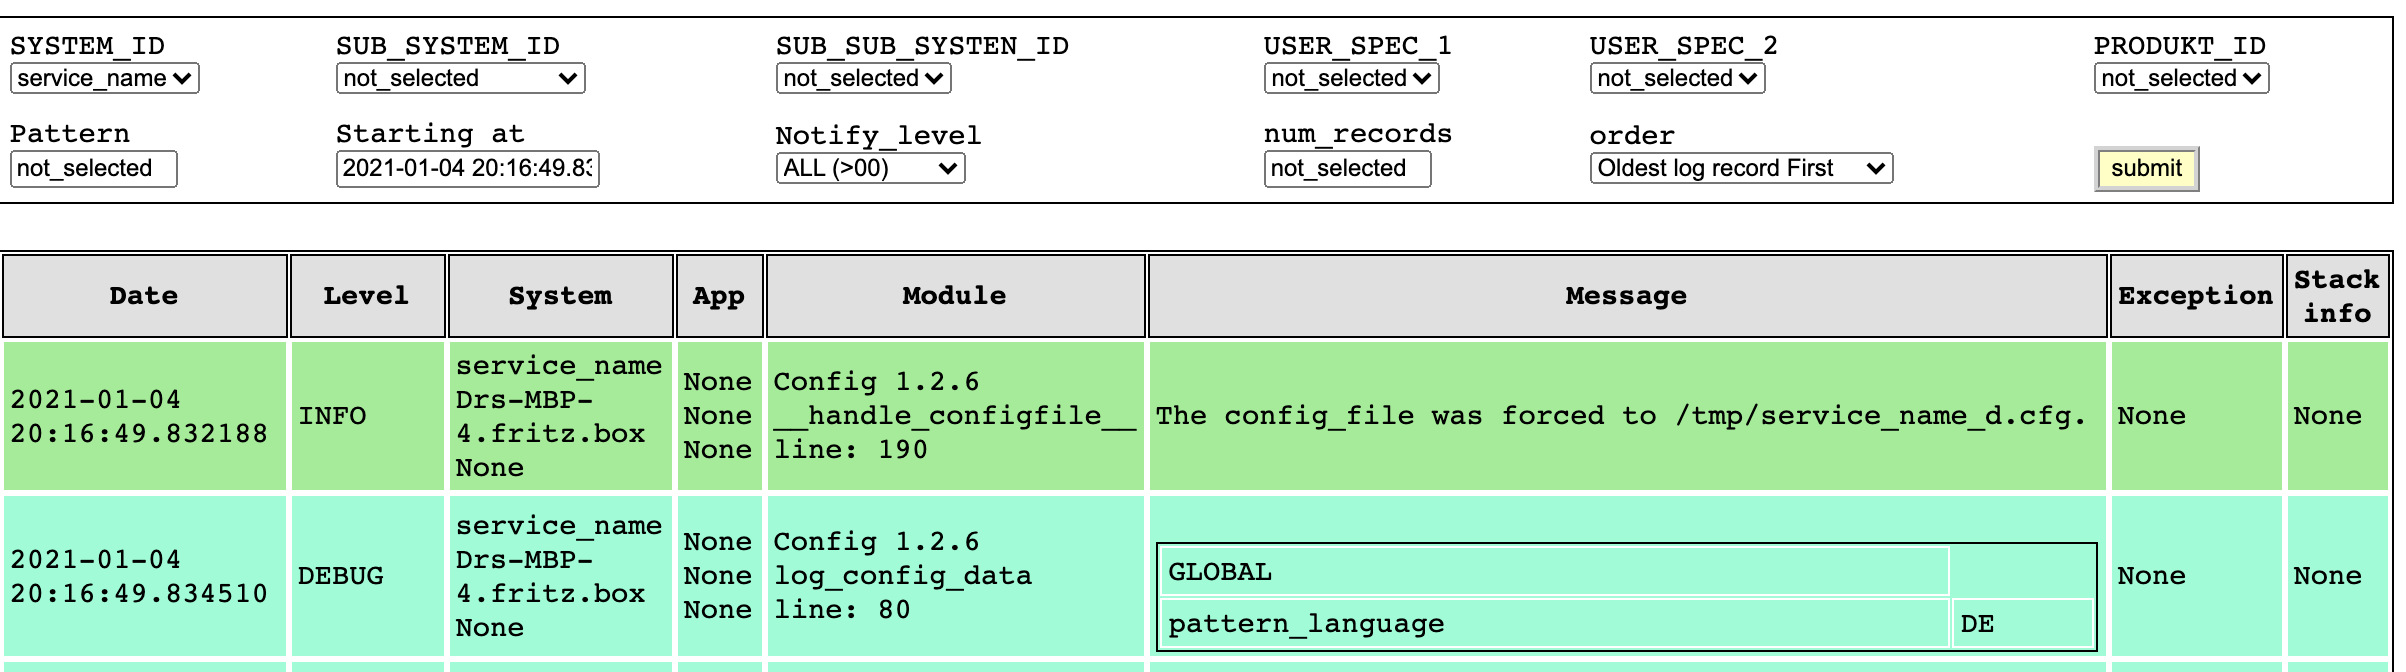 SYSTEM_ID SUB_SYSTEM_ID SUB_SUB_SYSTEN_ID USER_SPEC_1 USER_SPEC_2 PRODUKT_ID
service_name not_selected not_selected not_selected not_selected not_selected
Pattern Starting at Notify_level num_records order
not_selected 2021-01-04 20:16:49.83 ALL (>00) not_selected Oldest log record First submit
Date Level System App Module Message Exception Stack info
2021-01-04
20:16:49.832188
INFO
service_name
Drs-MBP-
4.fritz.box
None
None
None
None
Config 1.2.6
__handle_configfile__
line: 190
The config_file was forced to /tmp/service_name_d.cfg.
None
None
2021-01-04
20:16:49.834510
DEBUG
service_name
Drs-MBP-
4.fritz.box
None
None
None
None
Config 1.2.6
log_config_data
line: 80
GLOBAL
pattern_language DE
None
None